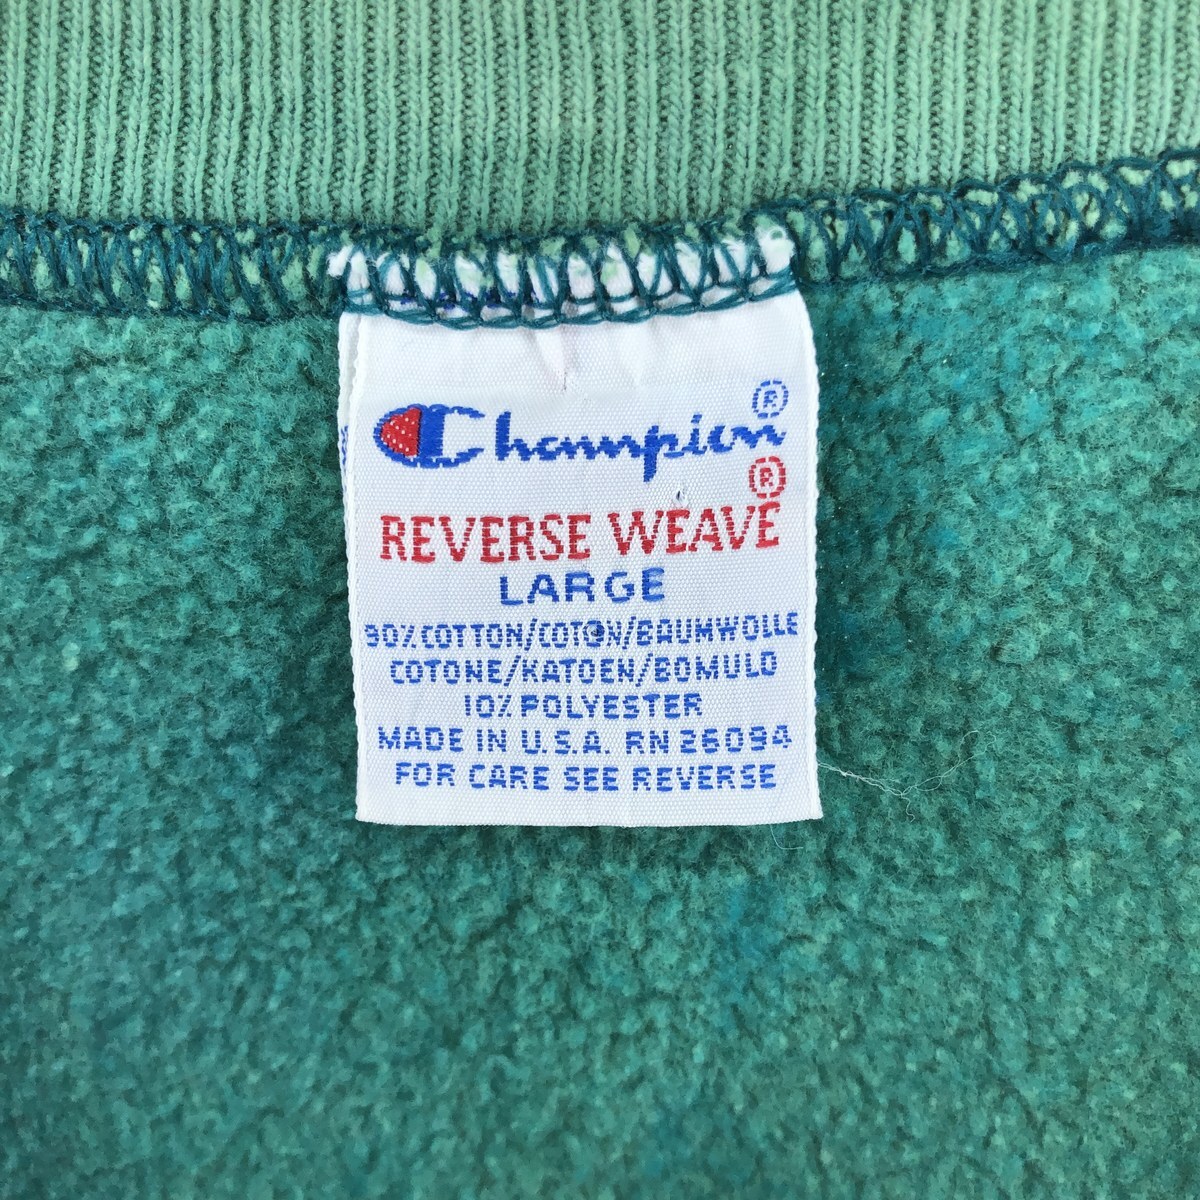 Champion®
REVERSE WEAVE®
LARGE
90% COTTON/COTON/BAUMWOLLE
COTONE/KATOEN/BOMULD
10% POLYESTER
MADE IN U.S.A. RN 26094
FOR CARE SEE REVERSE